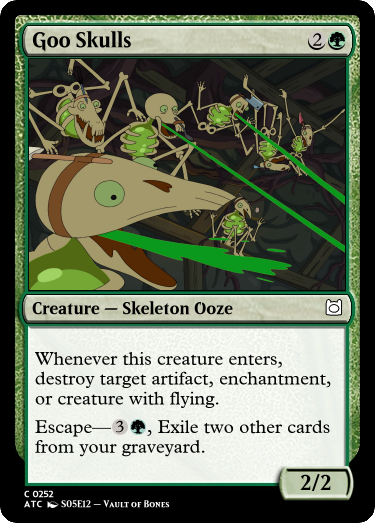 Goo Skulls 2
Creature — Skeleton Ooze
Whenever this creature enters,
destroy target artifact, enchantment,
or creature with flying.
Escape—3, Exile two other cards
from your graveyard.
2/2
C 0252
ATC S05E12 – Vault of Bones